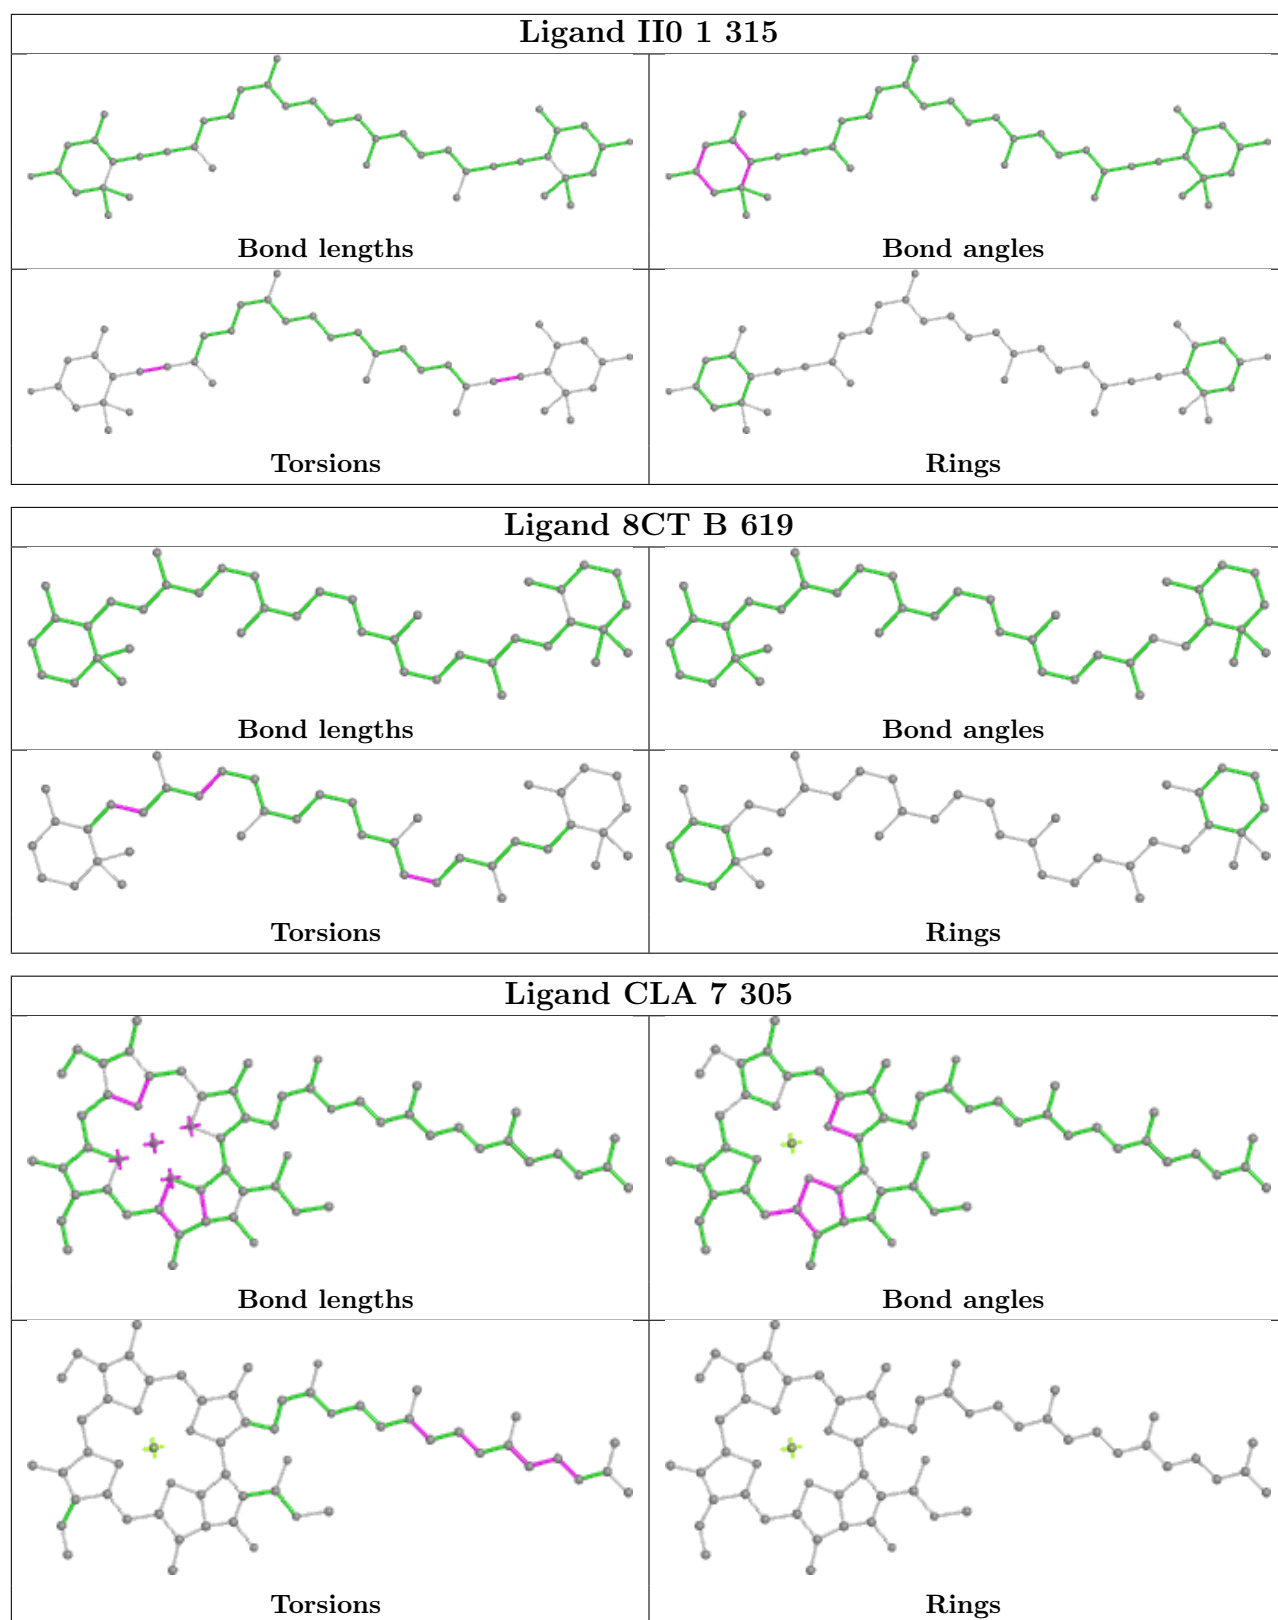 Ligand II0 1 315
Bond lengths
Bond angles
Torsions
Rings
Ligand 8CT B 619
Bond lengths
Bond angles
Torsions
Rings
Ligand CLA 7 305
Bond lengths
Bond angles
Torsions
Rings